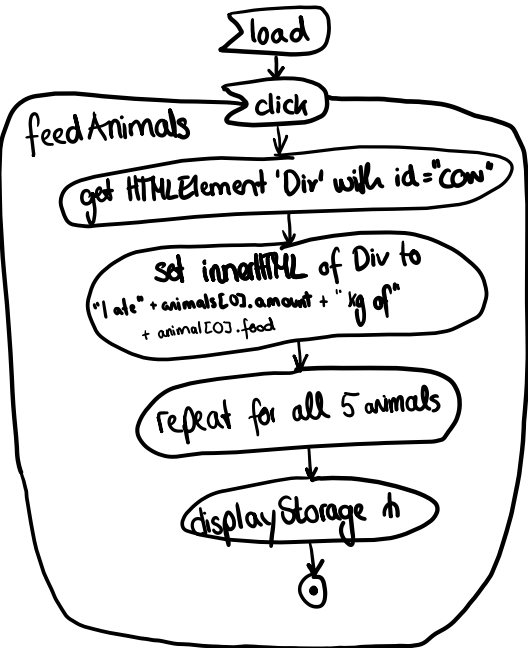 load
click
feedAnimals
get HTMLElement 'Div' with id="cow"
set innerHTML of Div to
"I ate" + animals[0].amount + " kg of"
+ animal[0].food
repeat for all 5 animals
displayStorage